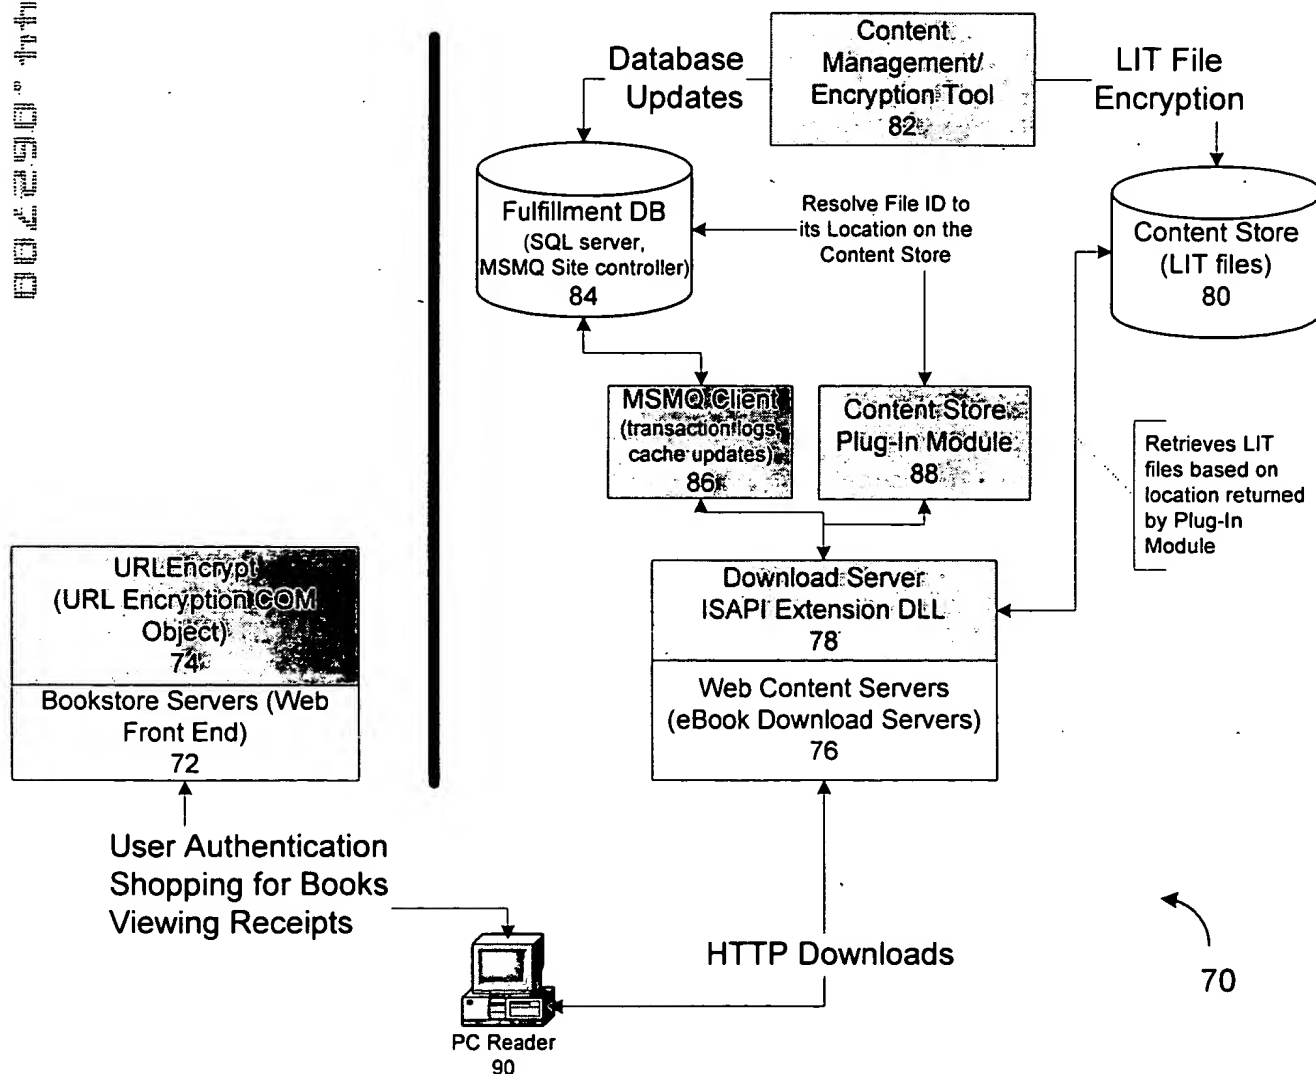 44.062700
Content
Management/
Encryption Tool
82
Database
Updates
LIT File
Encryption
Fulfillment DB
(SQL server,
MSMQ Site controller)
84
Resolve File ID to
its Location on the
Content Store
Content Store
(LIT files)
80
MSMQ Client
(transaction logs,
cache updates)
86
Content Store
Plug-In Module
88
Retrieves LIT
files based on
location returned
by Plug-In
Module
URLEncrypt
(URL Encryption COM
Object)
74
Bookstore Servers (Web
Front End)
72
Download Server
ISAPI Extension DLL
78
Web Content Servers
(eBook Download Servers)
76
User Authentication
Shopping for Books
Viewing Receipts
HTTP Downloads
70
PC Reader
90